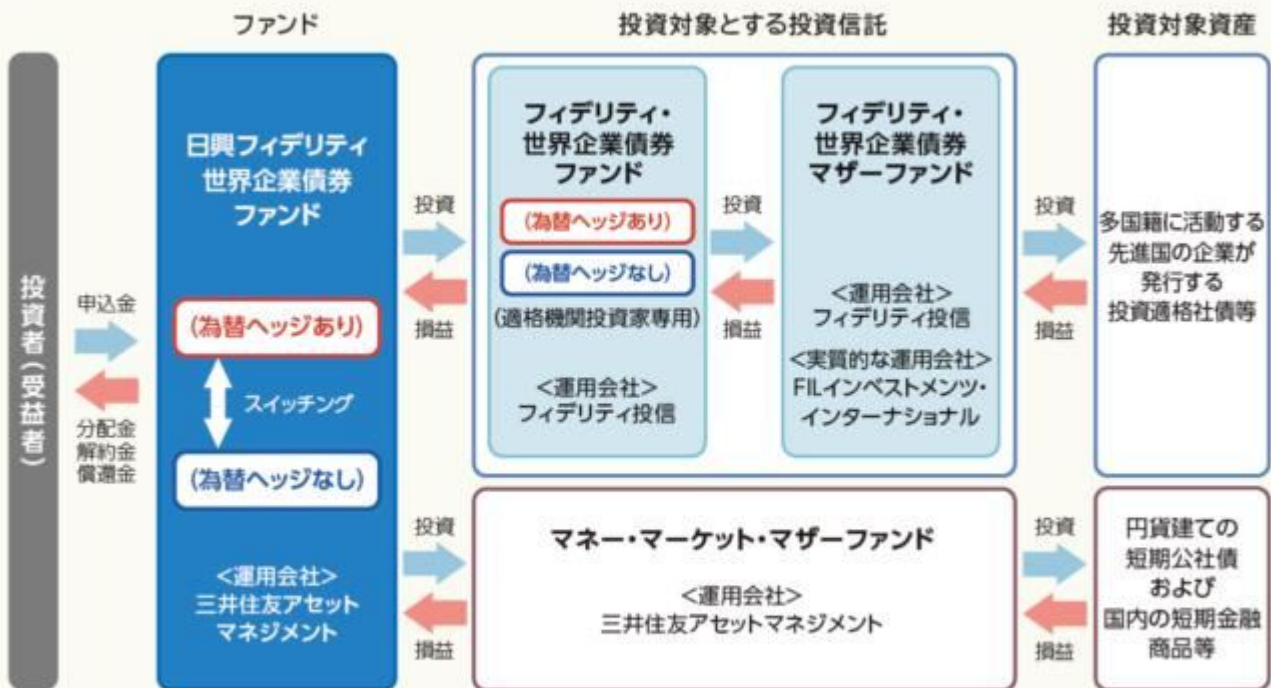 ファンド
投資対象とする投資信託
投資対象資産
投資者(受益者)
申込金
分配金
解約金
償還金
日興フィデリティ
世界企業債券
ファンド
(為替ヘッジあり)
スイッチング
(為替ヘッジなし)
<運用会社>
三井住友アセット
マネジメント
投資
損益
フィデリティ・
世界企業債券
ファンド
(為替ヘッジあり)
(為替ヘッジなし)
(適格機関投資家専用)
<運用会社>
フィデリティ投信
投資
損益
フィデリティ・
世界企業債券
マザーファンド
<運用会社>
フィデリティ投信
<実質的な運用会社>
FILインベストメンツ・
インターナショナル
投資
損益
多国籍に活動する
先進国の企業が
発行する
投資適格社債等
投資
損益
マネー・マーケット・マザーファンド
<運用会社>
三井住友アセットマネジメント
投資
損益
円貨建ての
短期公社債
および
国内の短期金融
商品等